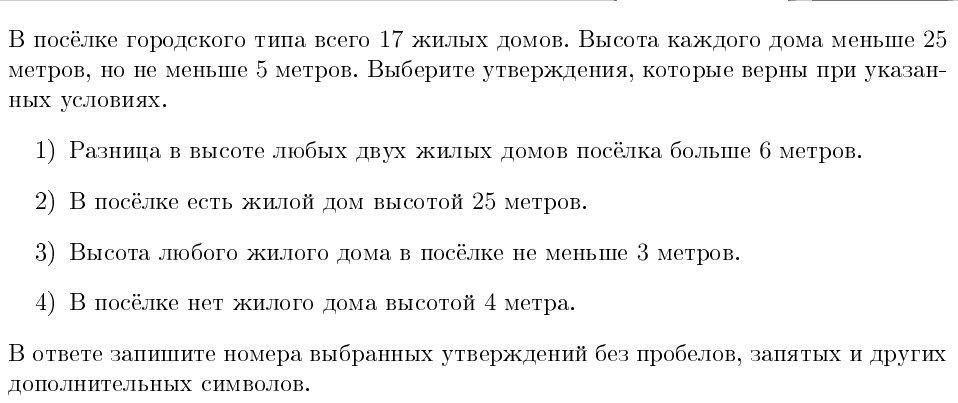 В посёлке городского типа всего 17 жилых домов. Высота каждого дома меньше 25
метров, но не меньше 5 метров. Выберите утверждения, которые верны при указан-
ных условиях.
1) Разница в высоте любых двух жилых домов посёлка больше 6 метров.
2) В посёлке есть жилой дом высотой 25 метров.
3) Высота любого жилого дома в посёлке не меньше 3 метров.
4) В посёлке нет жилого дома высотой 4 метра.
В ответе запишите номера выбранных утверждений без пробелов, запятых и других
дополнительных символов.